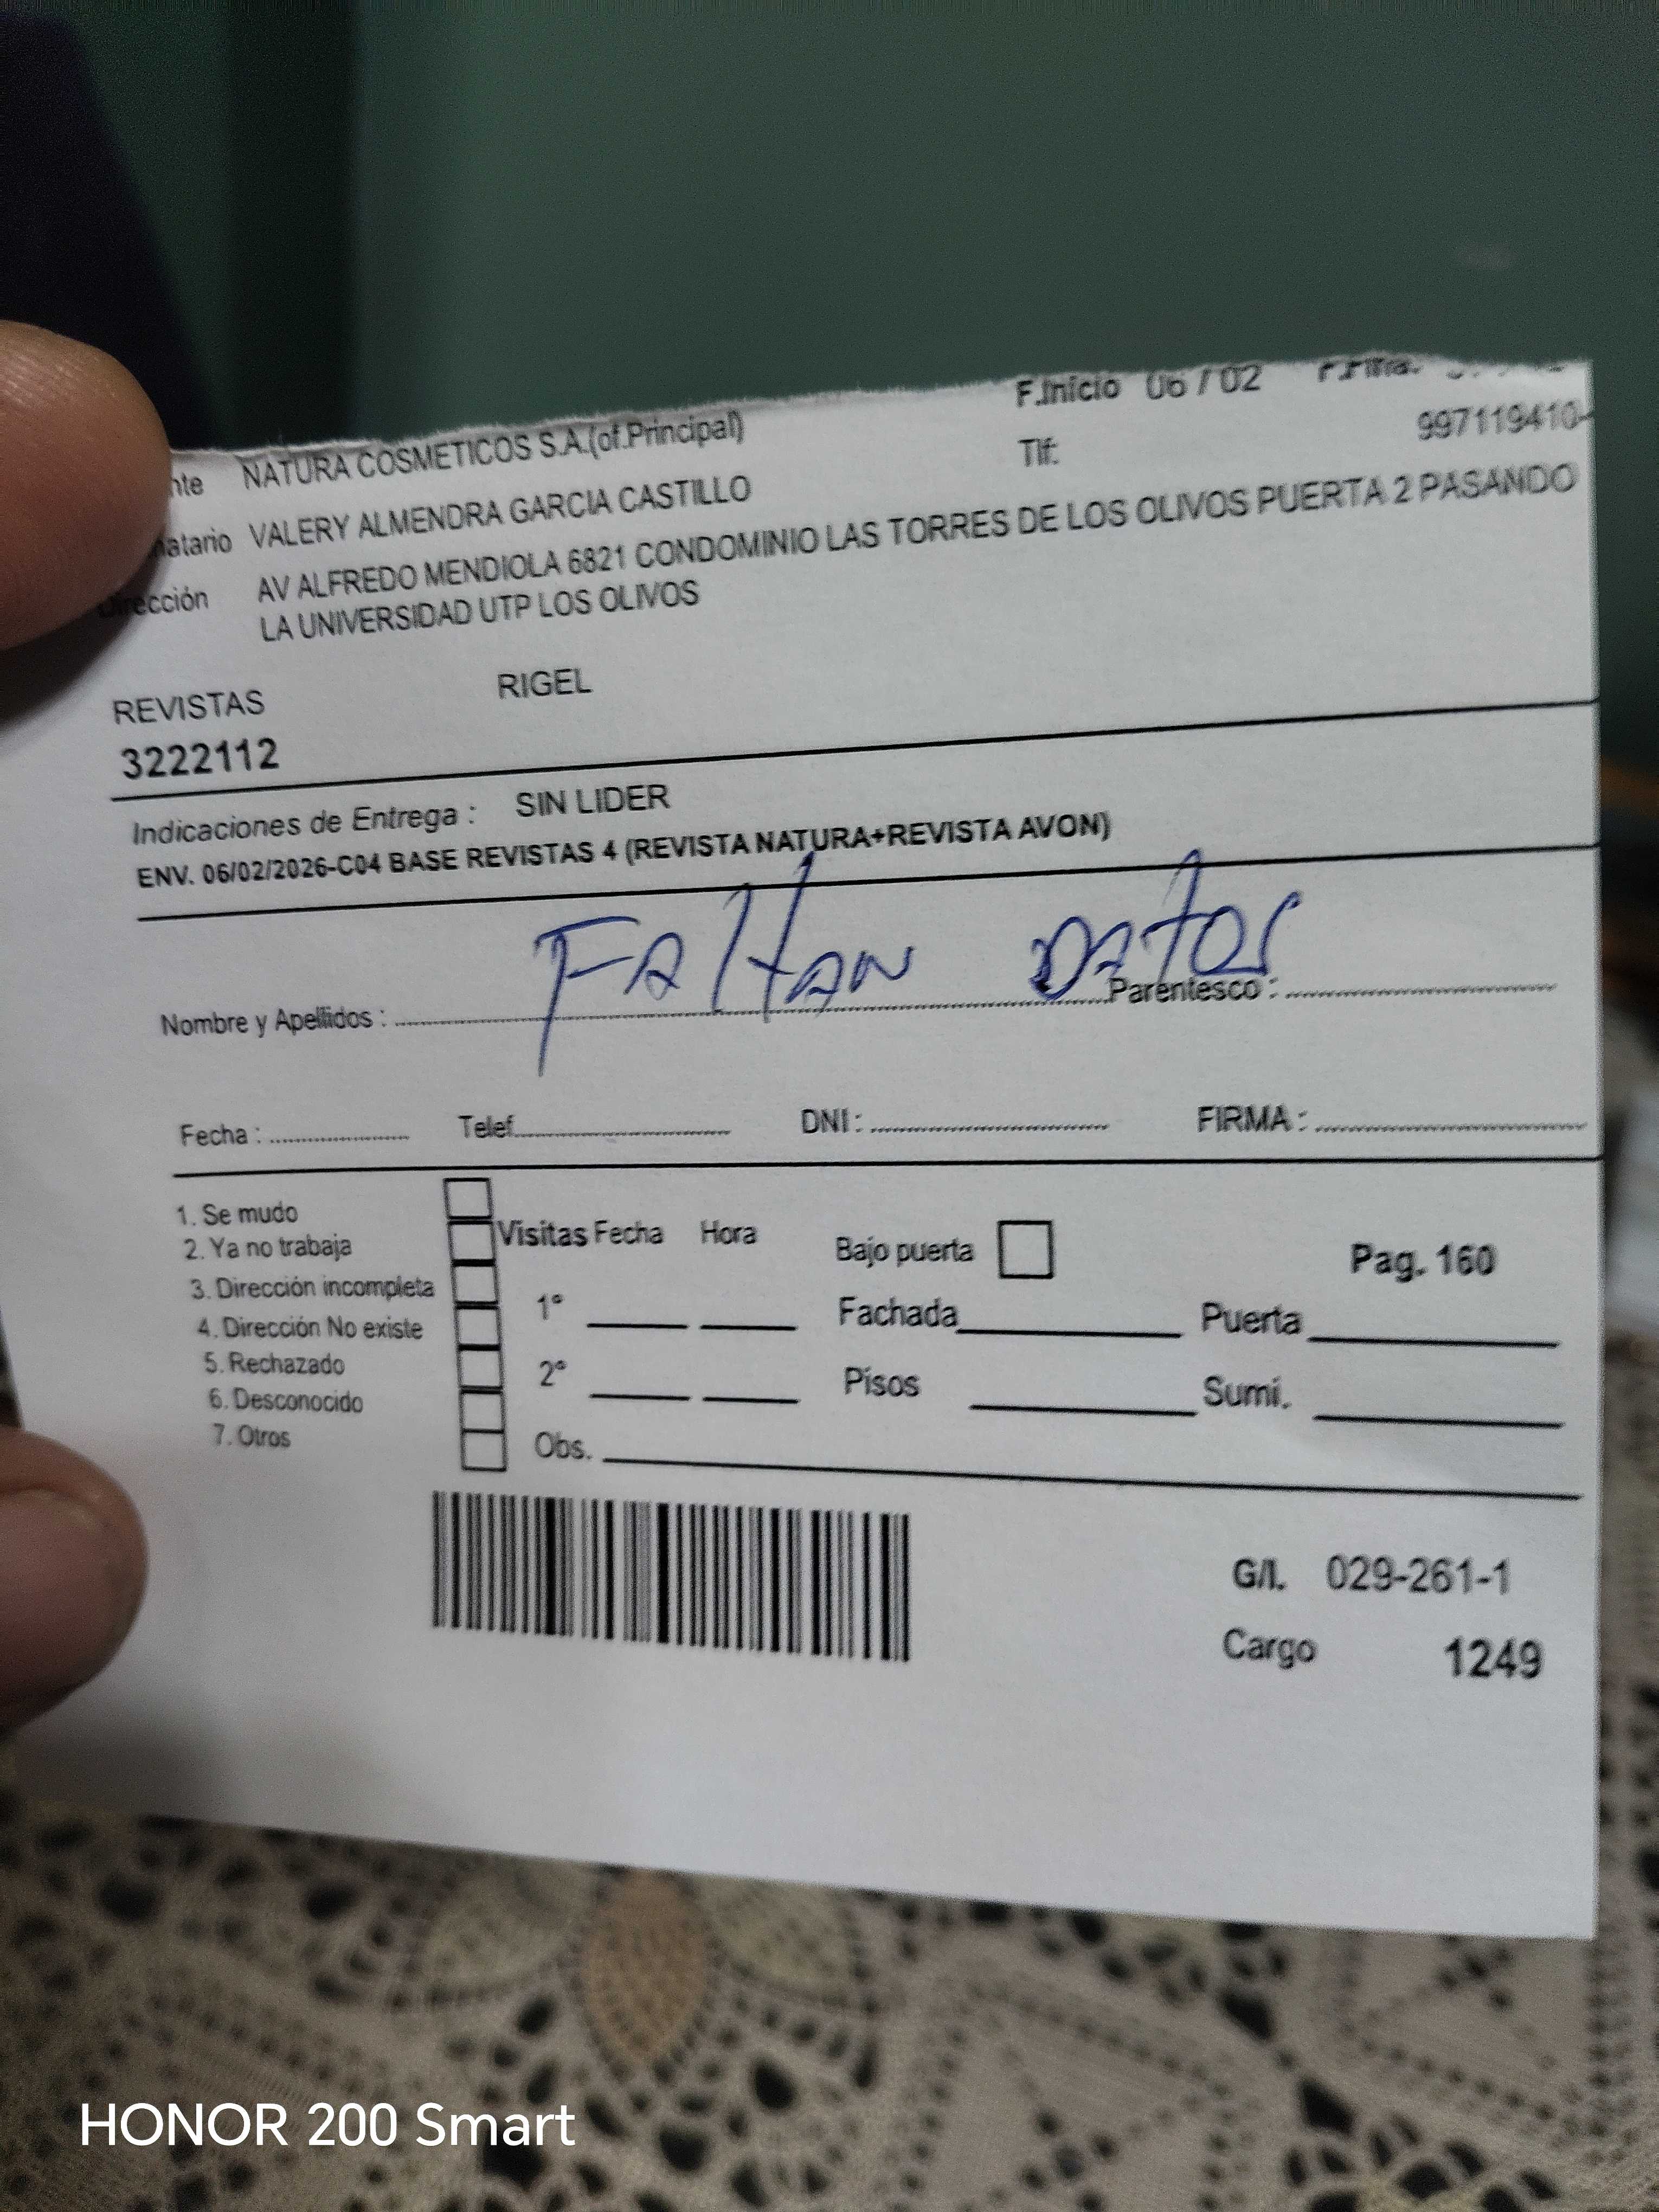 F.Inicio 06 / 02
NATURA COSMETICOS S.A.(of.Principal)
Tlf: 997119410-
VALERY ALMENDRA GARCIA CASTILLO
Dirección AV ALFREDO MENDIOLA 6821 CONDOMINIO LAS TORRES DE LOS OLIVOS PUERTA 2 PASANDO
LA UNIVERSIDAD UTP LOS OLIVOS
REVISTAS RIGEL
3222112
Indicaciones de Entrega : SIN LIDER
ENV. 06/02/2026-C04 BASE REVISTAS 4 (REVISTA NATURA+REVISTA AVON)
Faltan Datos
Nombre y Apellidos : Parentesco :
Fecha : Telef. DNI : FIRMA :
1. Se mudo
2. Ya no trabaja
3. Dirección incompleta
4. Dirección No existe
5. Rechazado
6. Desconocido
7. Otros
Visitas Fecha Hora
1°
2°
Obs.
Bajo puerta
Fachada Puerta
Pisos Sumi.
Pag. 160
G/I. 029-261-1
Cargo 1249
HONOR 200 Smart